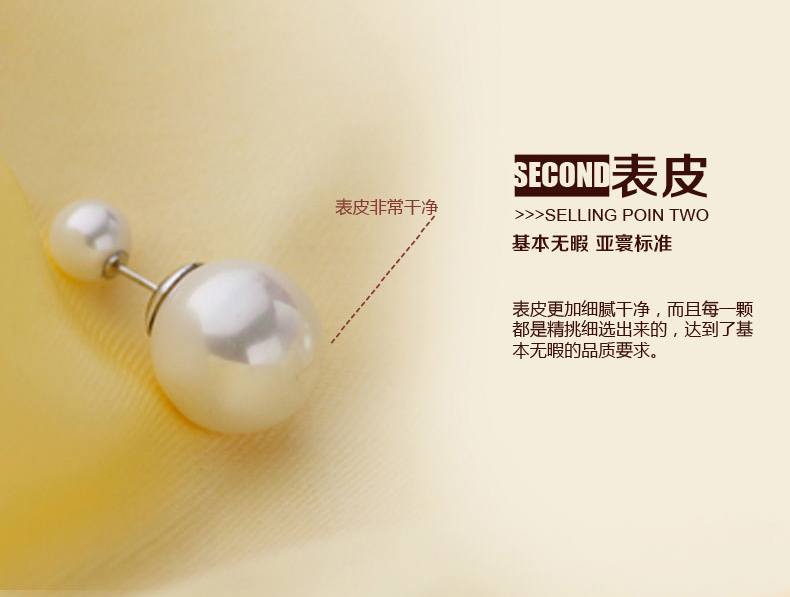 SECOND表皮
>>>SELLING POIN TWO
基本无暇 亚寰标准
表皮非常干净
表皮更加细腻干净，而且每一颗
都是精挑细选出来的，达到了基
本无暇的品质要求。